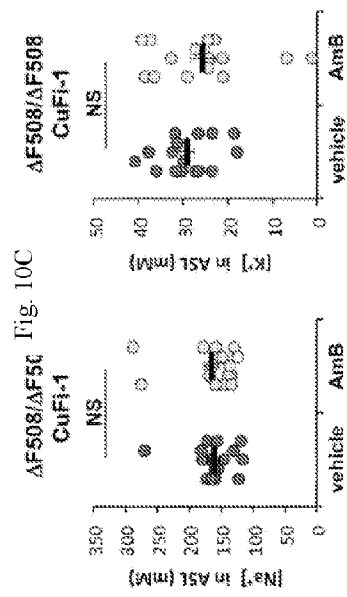 Fig. 10C
ΔF508/ΔF50
CuFi-1
NS
[Na+] in ASL (mM)
350
300
250
200
150
100
50
0
vehicle
AmB
ΔF508/ΔF508
CuFi-1
NS
[K+] in ASL (mM)
50
40
30
20
10
0
vehicle
AmB